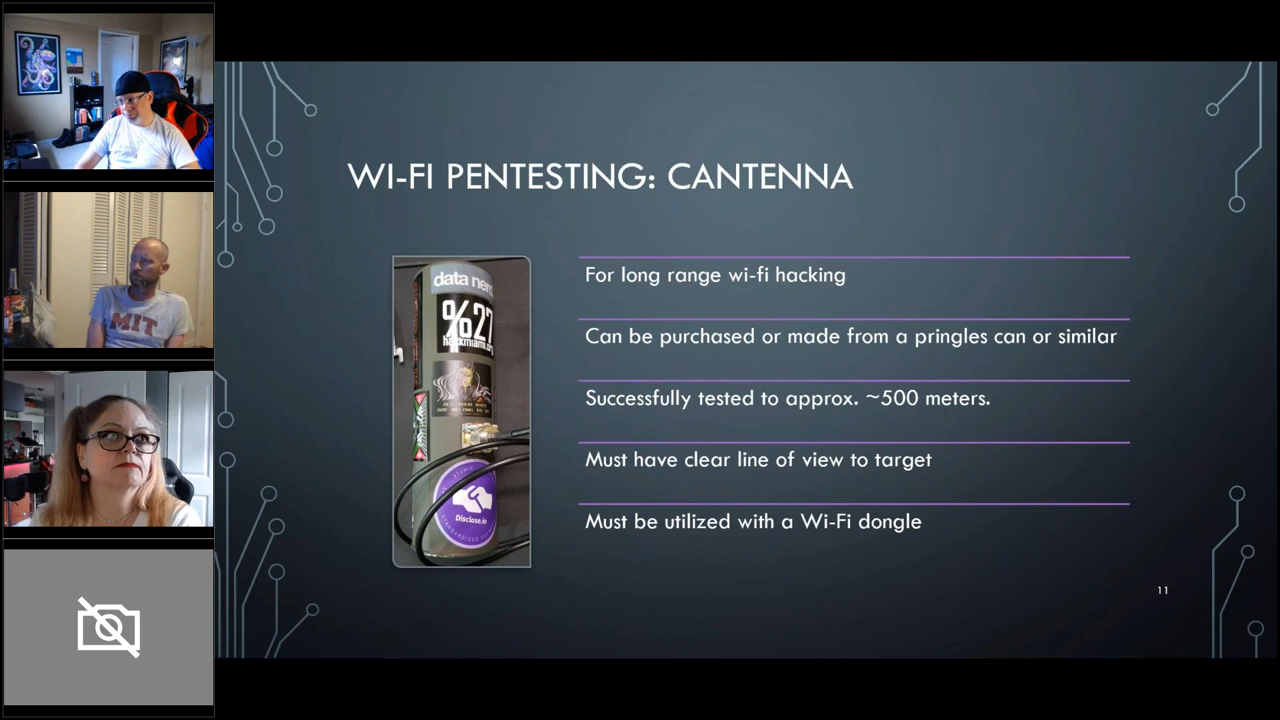 WI-FI PENTESTING: CANTENNA
data nerd
%27
hackmiami.org
Disclose.io
For long range wi-fi hacking
Can be purchased or made from a pringles can or similar
Successfully tested to approx. ~500 meters.
Must have clear line of view to target
Must be utilized with a Wi-Fi dongle
11
MIT